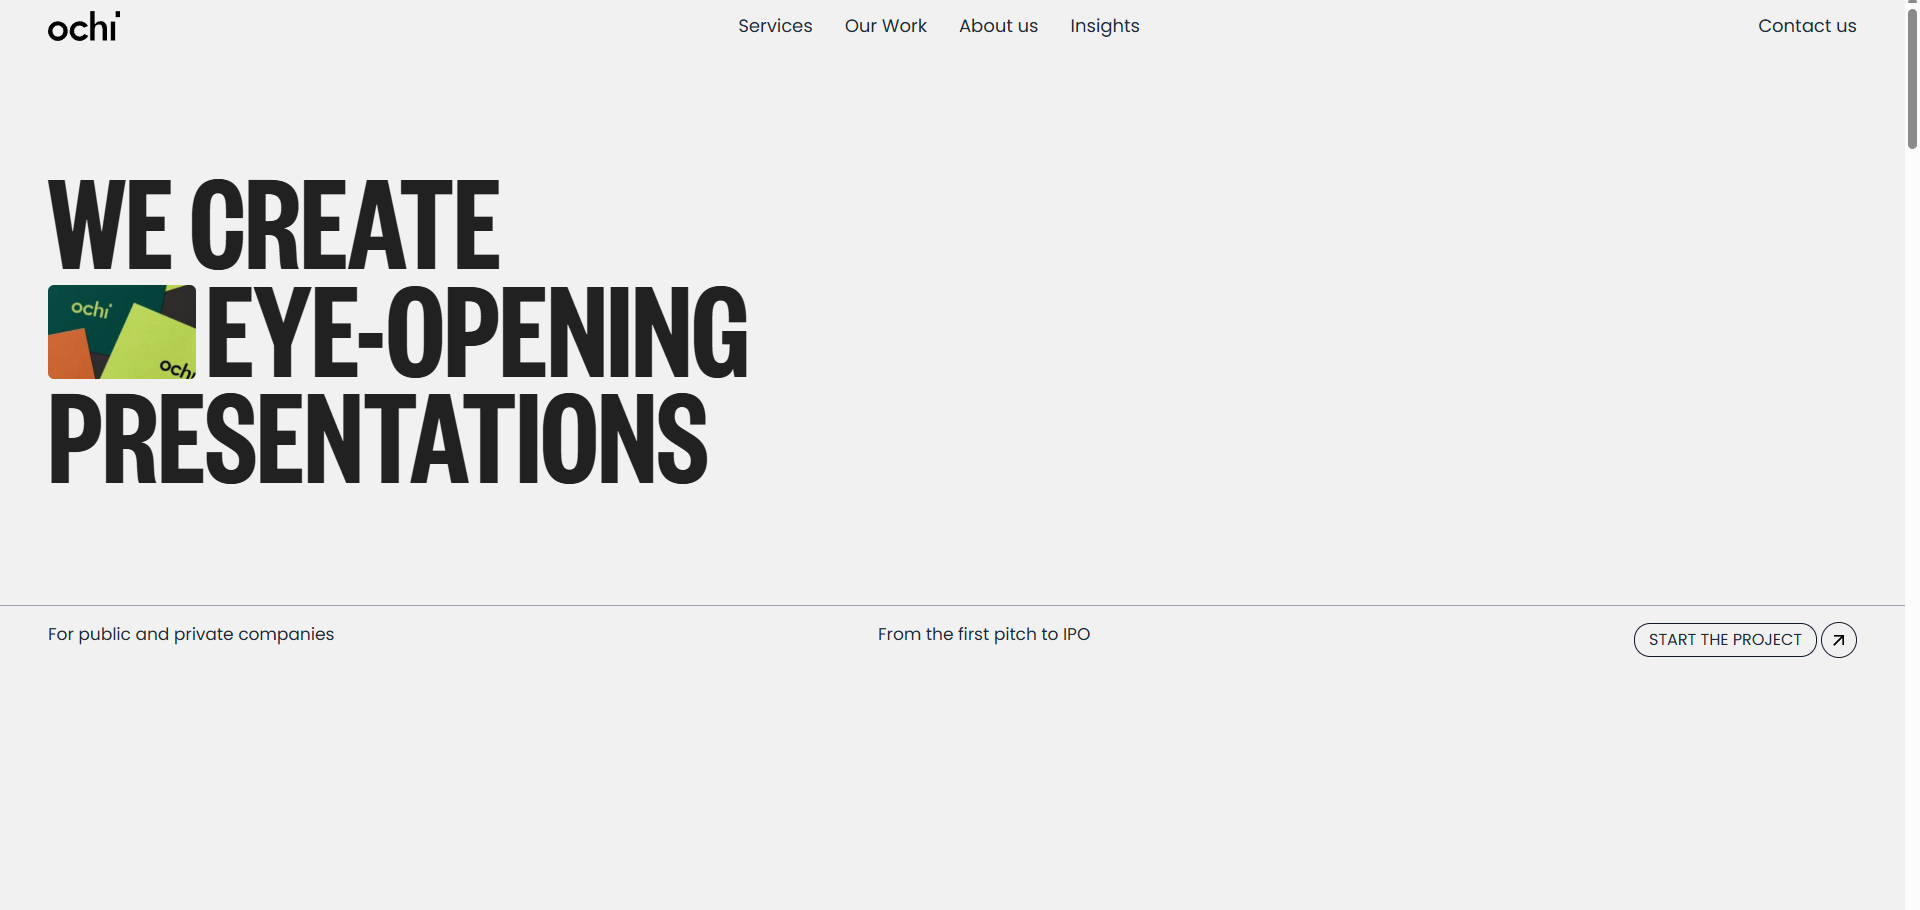 ochi
Services Our Work About us Insights
Contact us
WE CREATE
ochi
ochi
EYE-OPENING
PRESENTATIONS
For public and private companies
From the first pitch to IPO
START THE PROJECT